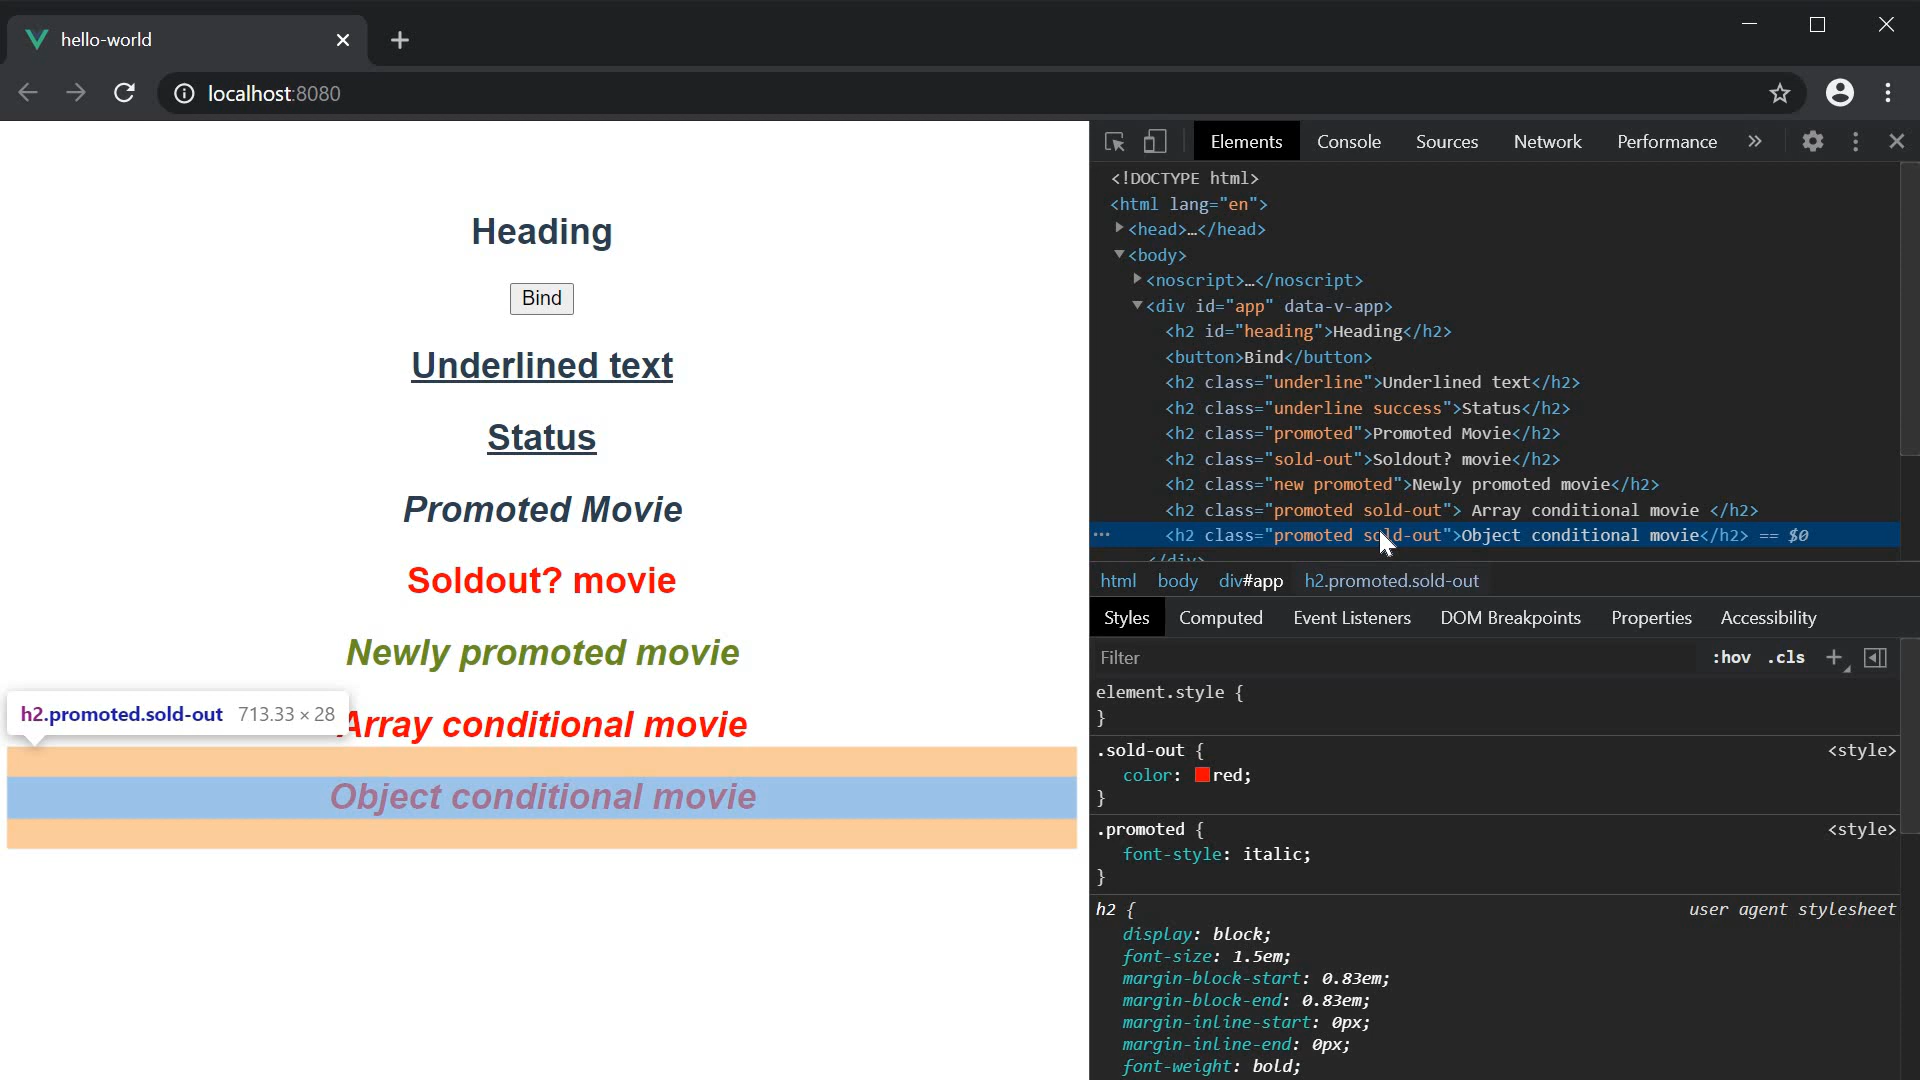 hello-world
localhost:8080
Heading
Bind
Underlined text
Status
Promoted Movie
Soldout? movie
Newly promoted movie
h2.promoted.sold-out 713.33 × 28
Array conditional movie
Object conditional movie
Elements Console Sources Network Performance »
<!DOCTYPE html>
<html lang="en">
<head>…</head>
<body>
<noscript>…</noscript>
<div id="app" data-v-app>
<h2 id="heading">Heading</h2>
<button>Bind</button>
<h2 class="underline">Underlined text</h2>
<h2 class="underline success">Status</h2>
<h2 class="promoted">Promoted Movie</h2>
<h2 class="sold-out">Soldout? movie</h2>
<h2 class="new promoted">Newly promoted movie</h2>
<h2 class="promoted sold-out"> Array conditional movie </h2>
<h2 class="promoted sold-out">Object conditional movie</h2> == $0
</div>
html body div#app h2.promoted.sold-out
Styles Computed Event Listeners DOM Breakpoints Properties Accessibility
Filter :hov .cls +
element.style {
}
.sold-out { <style>
color: red;
}
.promoted { <style>
font-style: italic;
}
h2 { user agent stylesheet
display: block;
font-size: 1.5em;
margin-block-start: 0.83em;
margin-block-end: 0.83em;
margin-inline-start: 0px;
margin-inline-end: 0px;
font-weight: bold;